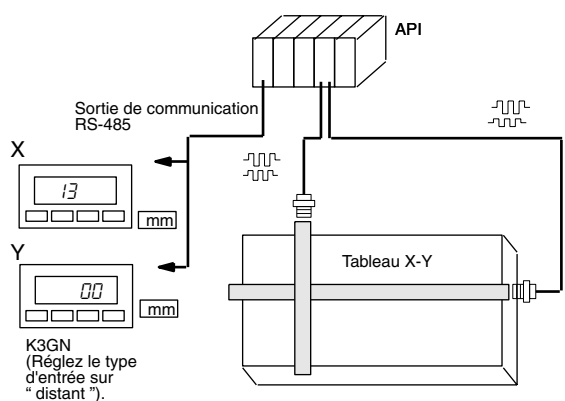 API
Sortie de communication
RS-485
X
13
mm
Y
00
mm
Tableau X-Y
K3GN
(Réglez le type
d'entrée sur
“ distant ”).